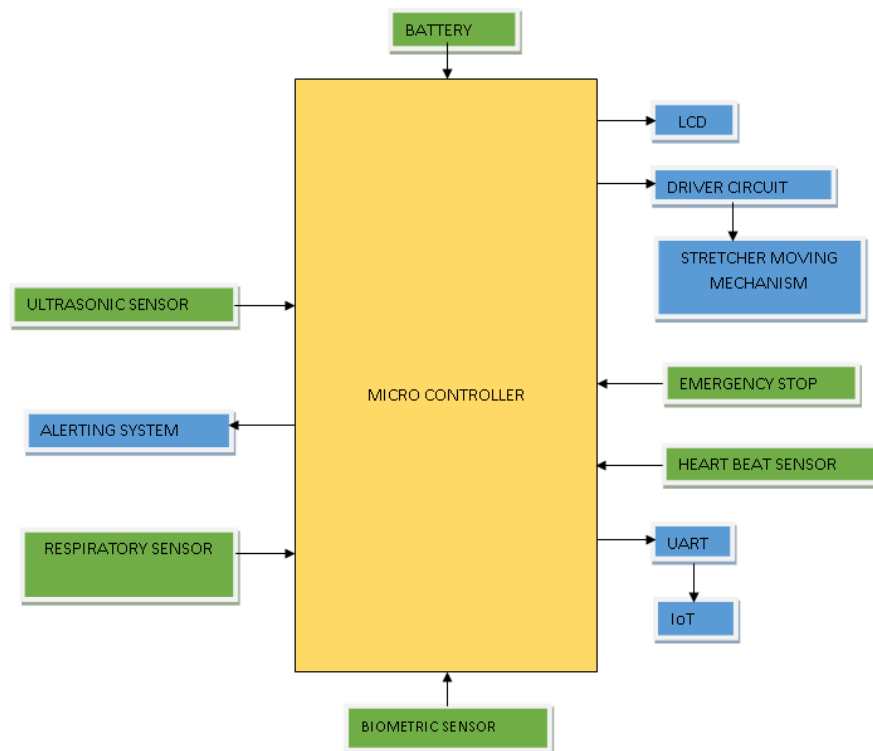 BATTERY
LCD
DRIVER CIRCUIT
STRETCHER MOVING
MECHANISM
ULTRASONIC SENSOR
MICRO CONTROLLER
EMERGENCY STOP
ALERTING SYSTEM
HEART BEAT SENSOR
RESPIRATORY SENSOR
UART
IoT
BIOMETRIC SENSOR